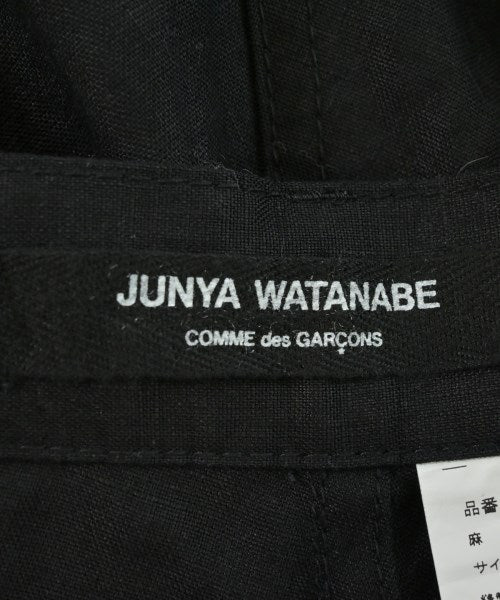 JUNYA WATANABE
COMME des GARÇONS
品番
麻
サイ